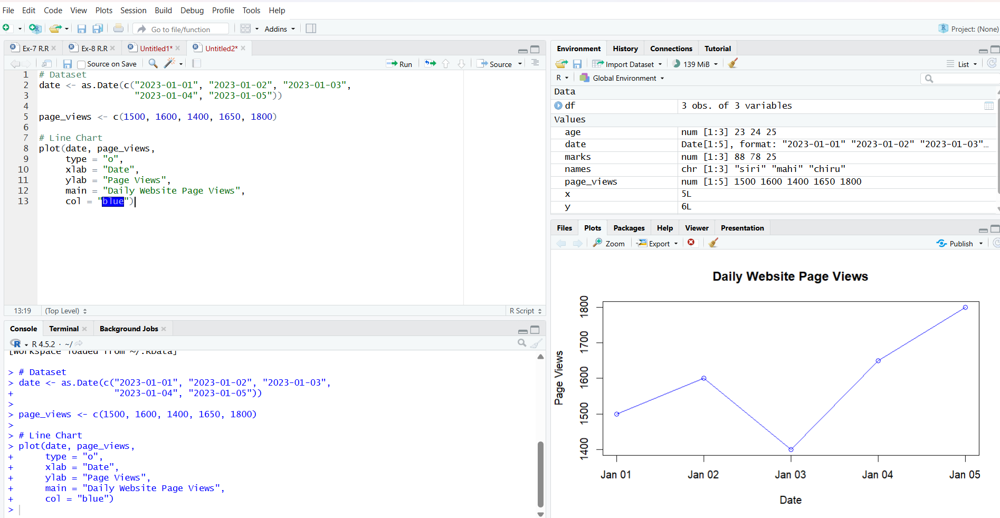 File Edit Code View Plots Session Build Debug Profile Tools Help
Go to file/function Addins Project: (None)
Ex-7 R.R Ex-8 R.R Untitled1* Untitled2*
Source on Save Run Source
1 # Dataset
2 date <- as.Date(c("2023-01-01", "2023-01-02", "2023-01-03",
3 "2023-01-04", "2023-01-05"))
4
5 page_views <- c(1500, 1600, 1400, 1650, 1800)
6
7 # Line Chart
8 plot(date, page_views,
9 type = "o",
10 xlab = "Date",
11 ylab = "Page Views",
12 main = "Daily Website Page Views",
13 col = "blue")
13:19 (Top Level) R Script
Console Terminal Background Jobs
R 4.5.2 · ~/
[Workspace loaded from ~/.RData]
> # Dataset
> date <- as.Date(c("2023-01-01", "2023-01-02", "2023-01-03",
+ "2023-01-04", "2023-01-05"))
>
> page_views <- c(1500, 1600, 1400, 1650, 1800)
>
> # Line Chart
> plot(date, page_views,
+ type = "o",
+ xlab = "Date",
+ ylab = "Page Views",
+ main = "Daily Website Page Views",
+ col = "blue")
>
Environment History Connections Tutorial
Import Dataset 139 MiB List
R Global Environment
Data
df 3 obs. of 3 variables
Values
age num [1:3] 23 24 25
date Date[1:5], format: "2023-01-01" "2023-01-02" "2023-01-03"…
marks num [1:3] 88 78 25
names chr [1:3] "siri" "mahi" "chiru"
page_views num [1:5] 1500 1600 1400 1650 1800
x 5L
y 6L
Files Plots Packages Help Viewer Presentation
Zoom Export Publish
Daily Website Page Views
Page Views
1800
1700
1600
1500
1400
Jan 01 Jan 02 Jan 03 Jan 04 Jan 05
Date